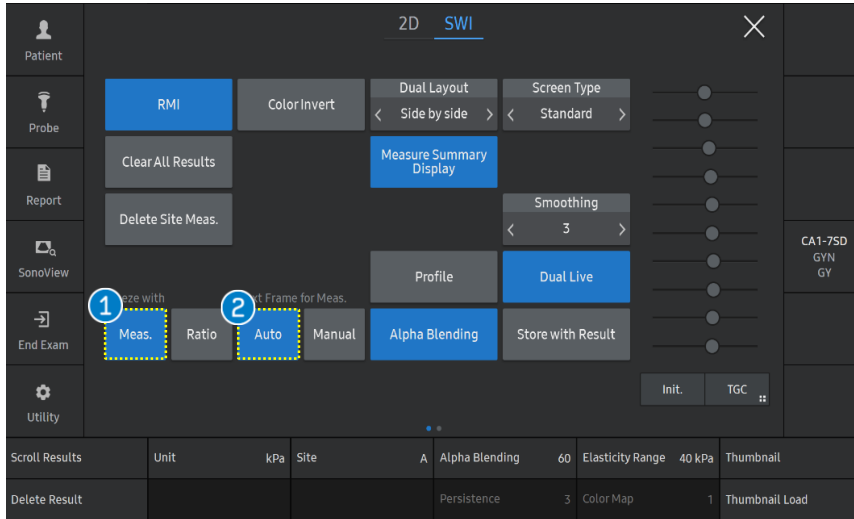 2D SWI
Patient
Probe
Report
SonoView
End Exam
Utility
RMI
Color Invert
Dual Layout
Side by side
Screen Type
Standard
Clear All Results
Measure Summary
Display
Delete Site Meas.
Smoothing
3
Profile
Dual Live
with
1
2
Frame for Meas.
Meas.
Ratio
Auto
Manual
Alpha Blending
Store with Result
Init.
TGC
CA1-7SD
GYN
GY
Scroll Results
Unit kPa
Site A
Alpha Blending 60
Elasticity Range 40 kPa
Thumbnail
Delete Result
Persistence 3
Color Map 1
Thumbnail Load